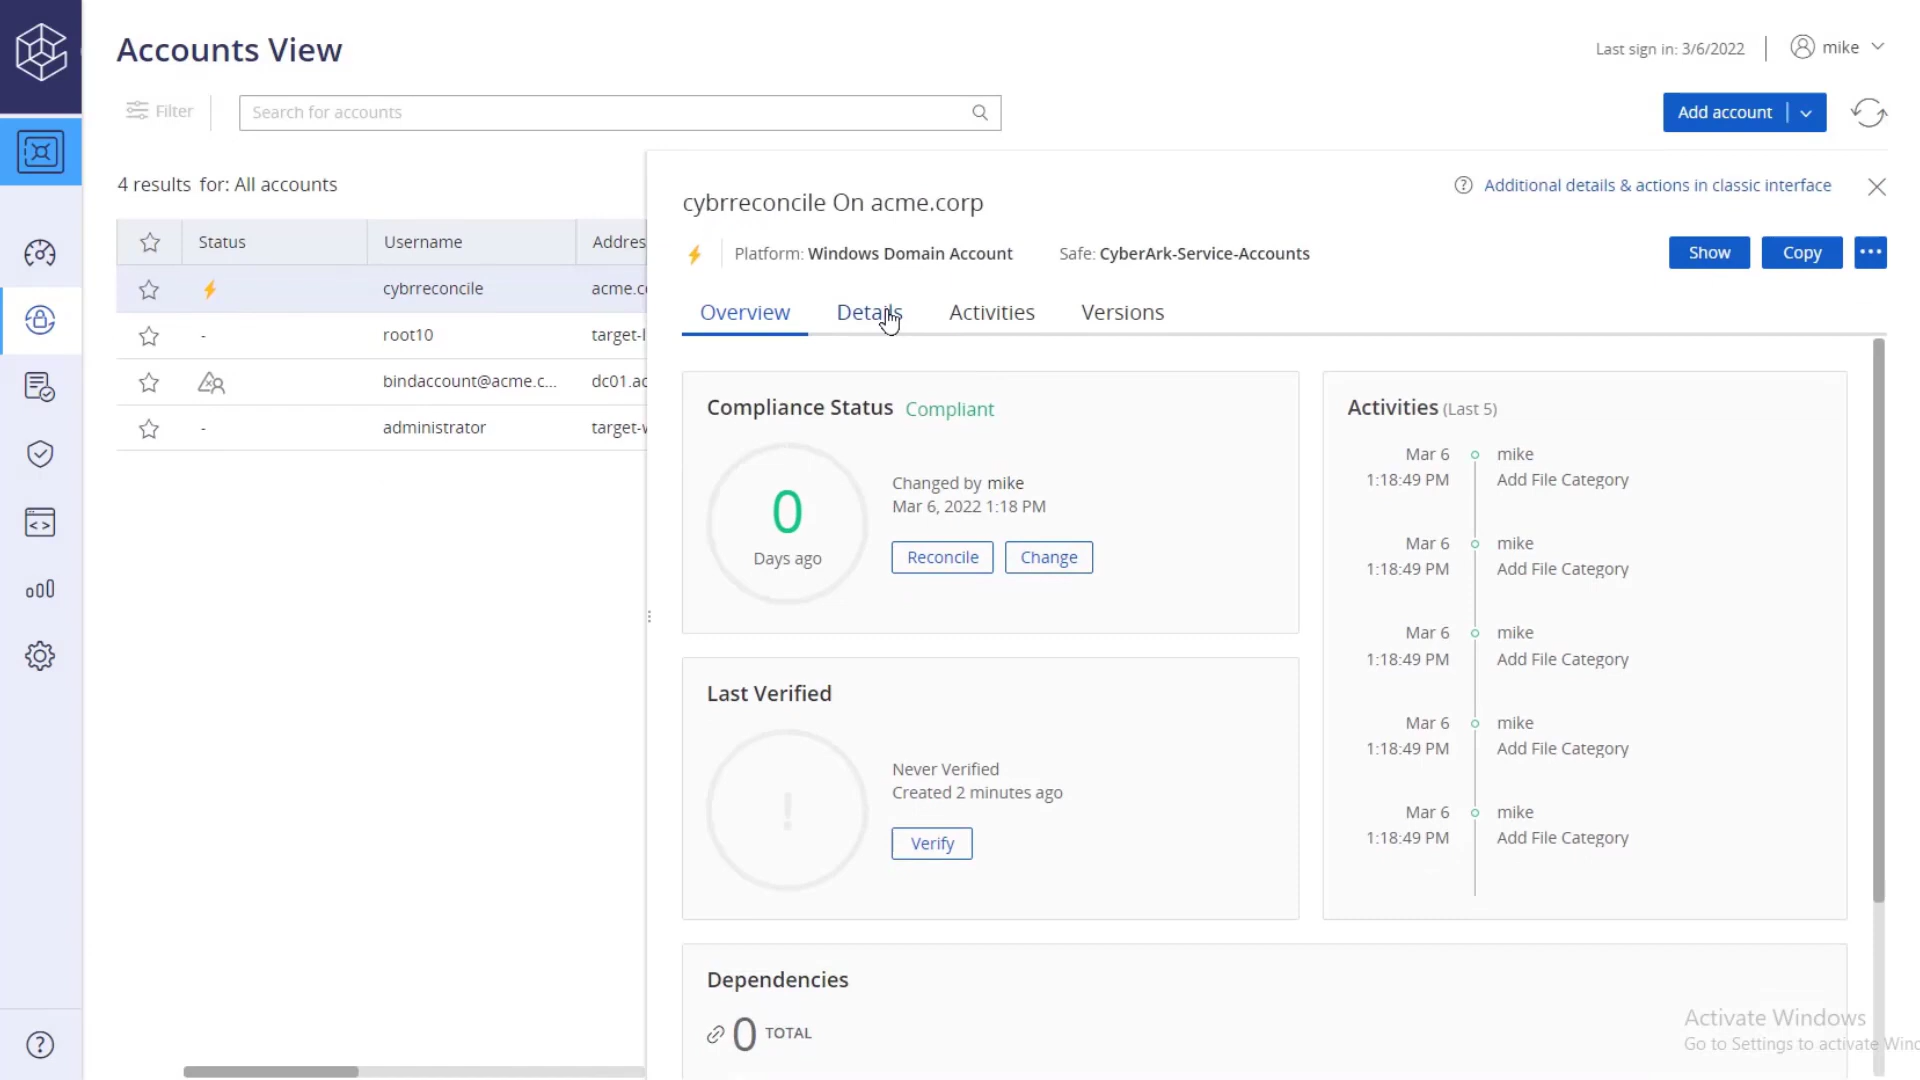 Accounts View
Last sign in: 3/6/2022
mike
Filter
Search for accounts
Add account
4 results for: All accounts
Status Username Addres
cybrreconcile acme.c
- root10 target-l
bindaccount@acme.c... dc01.ac
- administrator target-w
cybrreconcile On acme.corp
Additional details & actions in classic interface
Platform: Windows Domain Account Safe: CyberArk-Service-Accounts
Show Copy
Overview Details Activities Versions
Compliance Status Compliant
0
Days ago
Changed by mike
Mar 6, 2022 1:18 PM
Reconcile Change
Last Verified
!
Never Verified
Created 2 minutes ago
Verify
Activities (Last 5)
Mar 6 mike
1:18:49 PM Add File Category
Mar 6 mike
1:18:49 PM Add File Category
Mar 6 mike
1:18:49 PM Add File Category
Mar 6 mike
1:18:49 PM Add File Category
Mar 6 mike
1:18:49 PM Add File Category
Dependencies
0 TOTAL
Activate Windows
Go to Settings to activate Winc